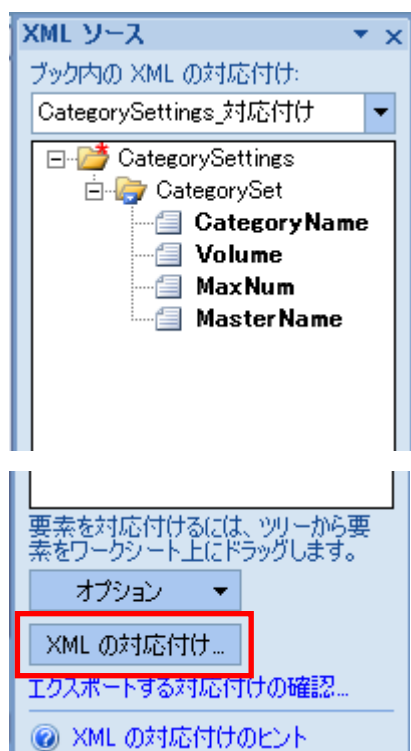 XML ソース
ブック内の XML の対応付け:
CategorySettings_対応付け
CategorySettings
CategorySet
CategoryName
Volume
MaxNum
MasterName
要素を対応付けるには、ツリーから要
素をワークシート上にドラッグします。
オプション
XML の対応付け...
エクスポートする対応付けの確認...
XML の対応付けのヒント